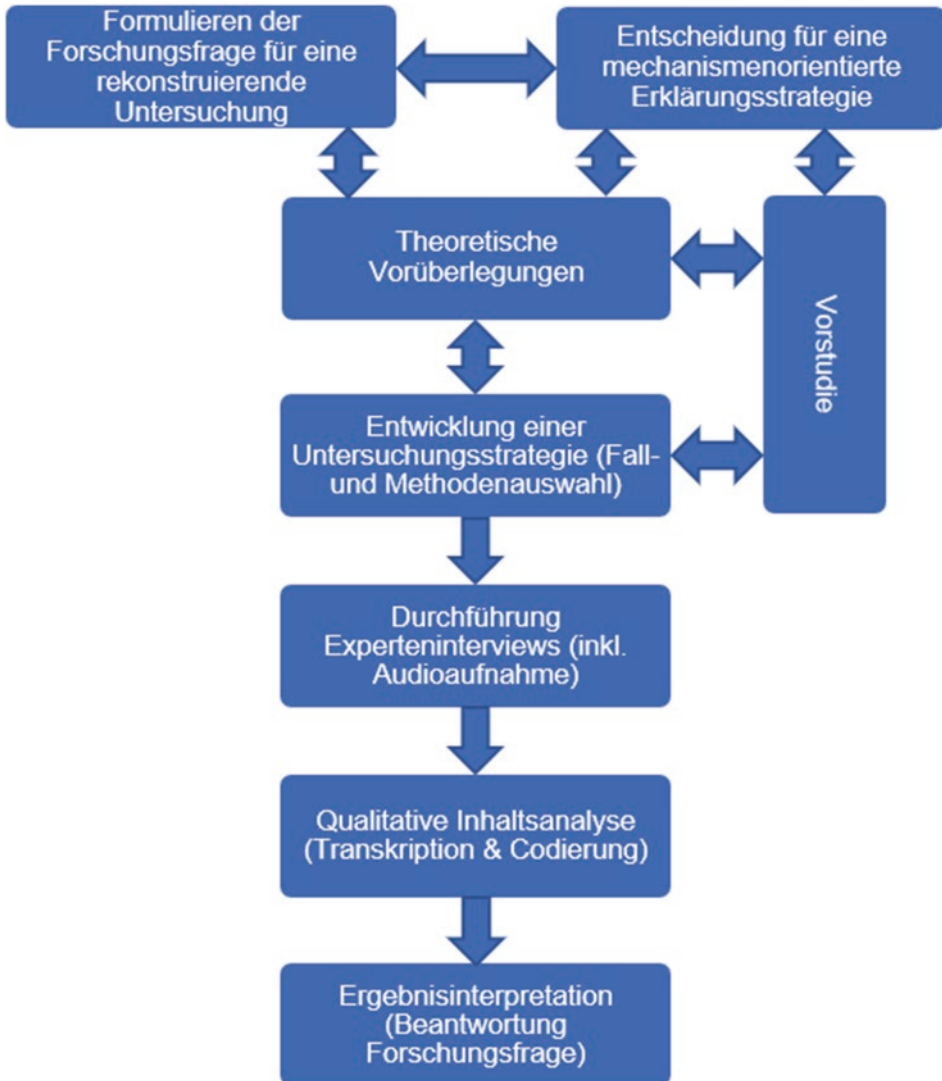 Formulieren der
Forschungsfrage für eine
rekonstruierende
Untersuchung
Entscheidung für eine
mechanismenorientierte
Erklärungsstrategie
Theoretische
Vorüberlegungen
Vorstudie
Entwicklung einer
Untersuchungsstrategie (Fall-
und Methodenauswahl)
Durchführung
Experteninterviews (inkl.
Audioaufnahme)
Qualitative Inhaltsanalyse
(Transkription & Codierung)
Ergebnisinterpretation
(Beantwortung
Forschungsfrage)